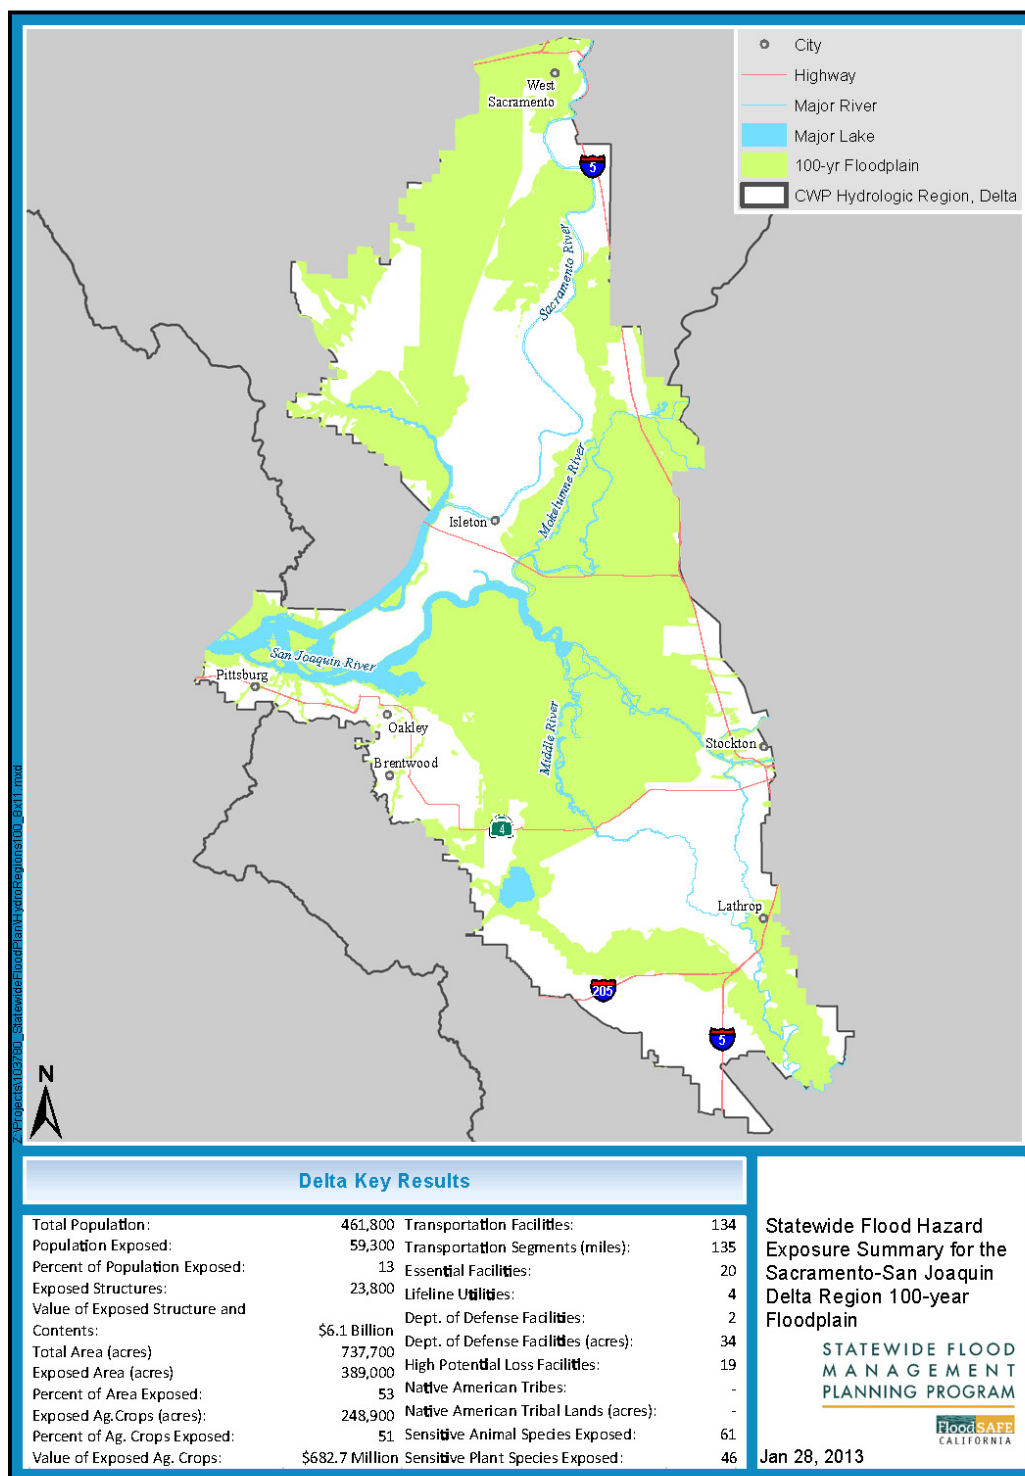 City
Highway
Major River
Major Lake
100-yr Floodplain
CWP Hydrologic Region, Delta
West
Sacramento
5
Sacramento River
Mokelumne River
Isleton
San Joaquin River
Pittsburg
Oakley
Middle River
Stockton
Brentwood
4
Lathrop
205
5
N
Z:\Projects\103780_StatewideFloodPlan\HydroRegions100_8x11.mxd
Delta Key Results
Total Population: 461,800
Population Exposed: 59,300
Percent of Population Exposed: 13
Exposed Structures: 23,800
Value of Exposed Structure and
Contents: $6.1 Billion
Total Area (acres) 737,700
Exposed Area (acres) 389,000
Percent of Area Exposed: 53
Exposed Ag.Crops (acres): 248,900
Percent of Ag. Crops Exposed: 51
Value of Exposed Ag. Crops: $682.7 Million
Transportation Facilities: 134
Transportation Segments (miles): 135
Essential Facilities: 20
Lifeline Utilities: 4
Dept. of Defense Facilities: 2
Dept. of Defense Facilities (acres): 34
High Potential Loss Facilities: 19
Native American Tribes: -
Native American Tribal Lands (acres): -
Sensitive Animal Species Exposed: 61
Sensitive Plant Species Exposed: 46
Statewide Flood Hazard
Exposure Summary for the
Sacramento-San Joaquin
Delta Region 100-year
Floodplain
STATEWIDE FLOOD
MANAGEMENT
PLANNING PROGRAM
FloodSAFE
CALIFORNIA
Jan 28, 2013